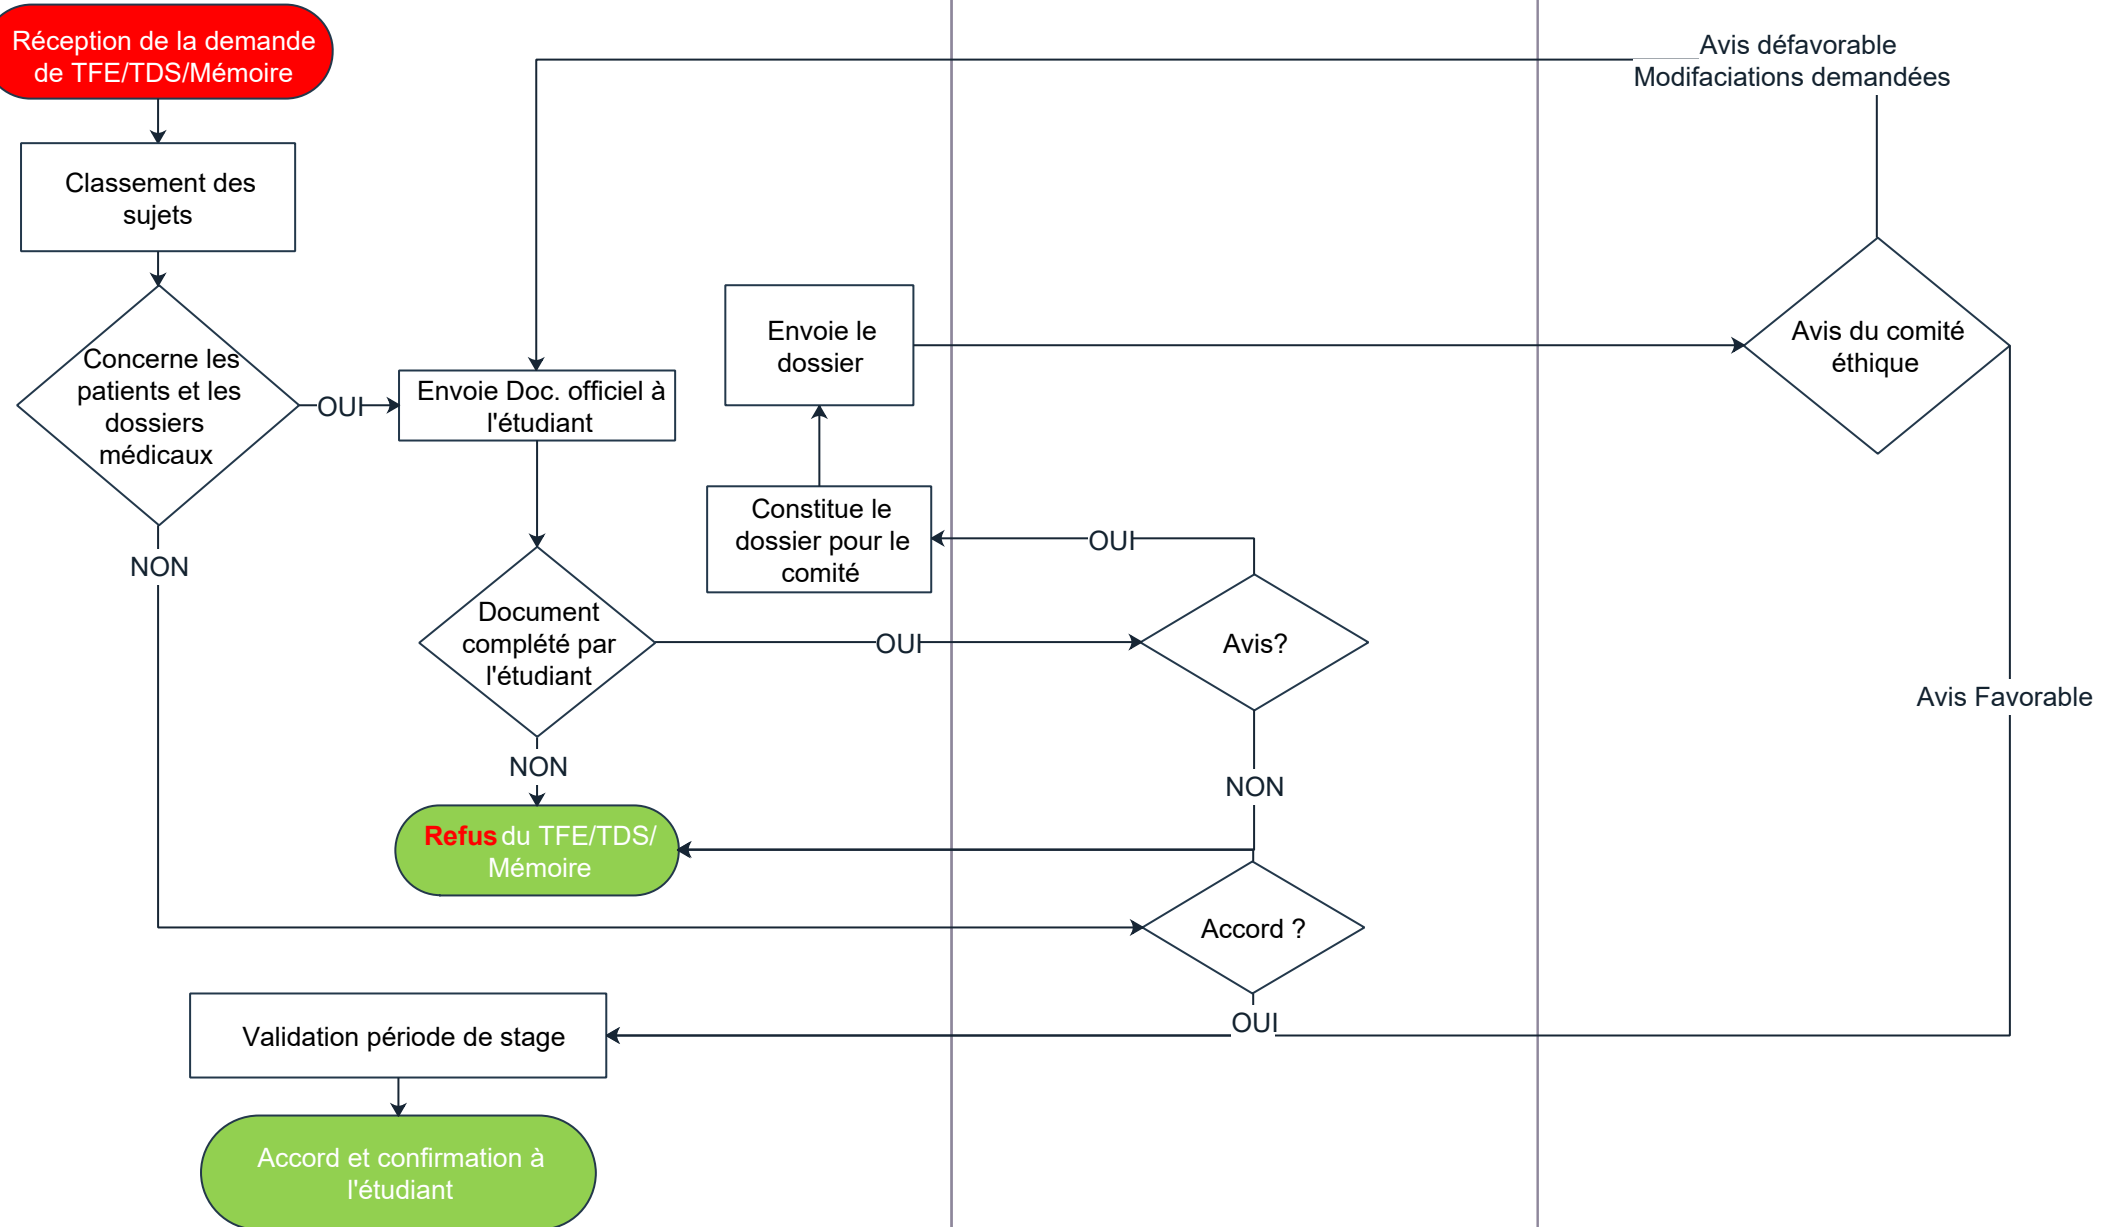 Réception de la demande
de TFE/TDS/Mémoire
Avis défavorable
Modifaciations demandées
Classement des
sujets
Concerne les
patients et les
dossiers
médicaux
OUI
Envoie Doc. officiel à
l'étudiant
Envoie le
dossier
Avis du comité
éthique
Constitue le
dossier pour le
comité
OUI
NON
Document
complété par
l'étudiant
OUI
Avis?
Avis Favorable
NON
NON
Refus du TFE/TDS/
Mémoire
Accord ?
OUI
Validation période de stage
Accord et confirmation à
l'étudiant